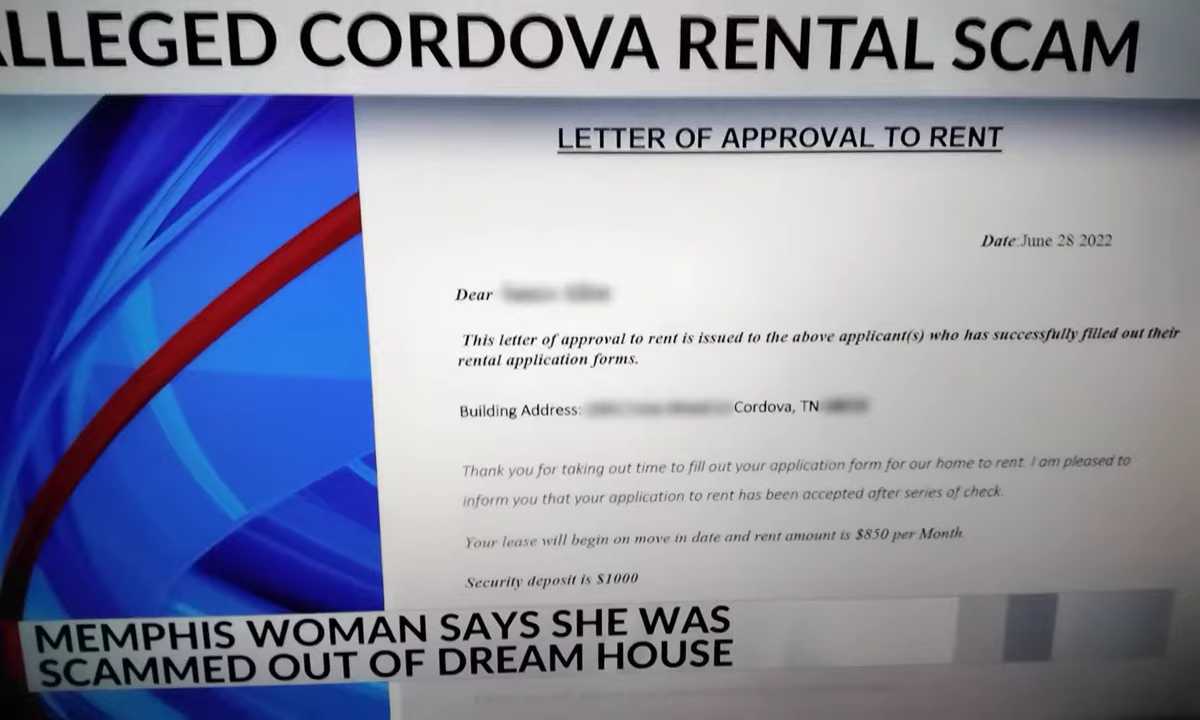 LLEGED CORDOVA RENTAL SCAM
LETTER OF APPROVAL TO RENT
Date:June 28 2022
Dear
This letter of approval to rent is issued to the above applicant(s) who has successfully filled out their
rental application forms.
Building Address: Cordova, TN
Thank you for taking out time to fill out your application form for our home to rent. I am pleased to
inform you that your application to rent has been accepted after series of check.
Your lease will begin on move in date and rent amount is $850 per Month.
Security deposit is $1000
MEMPHIS WOMAN SAYS SHE WAS
SCAMMED OUT OF DREAM HOUSE